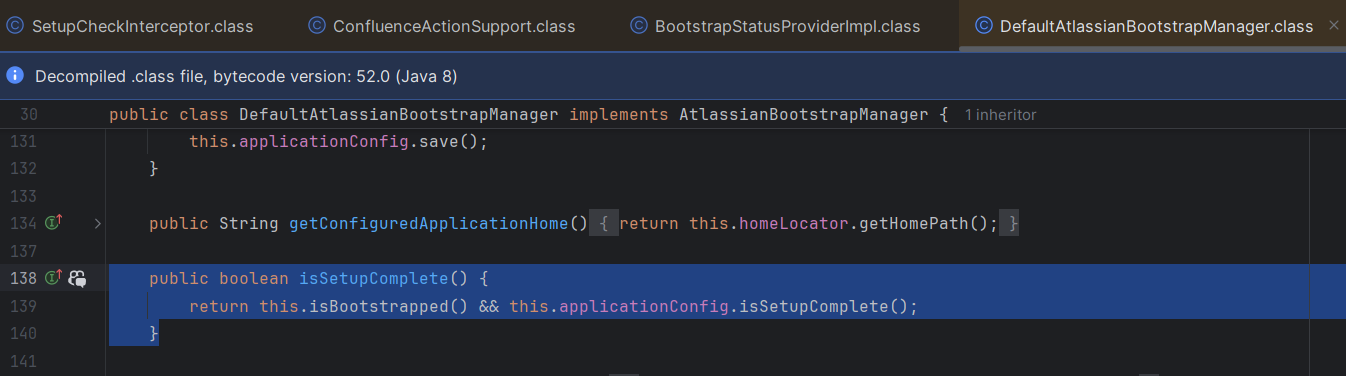 SetupCheckInterceptor.class ConfluenceActionSupport.class BootstrapStatusProviderImpl.class DefaultAtlassianBootstrapManager.class
Decompiled .class file, bytecode version: 52.0 (Java 8)
30 public class DefaultAtlassianBootstrapManager implements AtlassianBootstrapManager { 1 inheritor
131 this.applicationConfig.save();
132 }
133
134 public String getConfiguredApplicationHome() { return this.homeLocator.getHomePath(); }
137
138 public boolean isSetupComplete() {
139 return this.isBootstrapped() && this.applicationConfig.isSetupComplete();
140 }
141